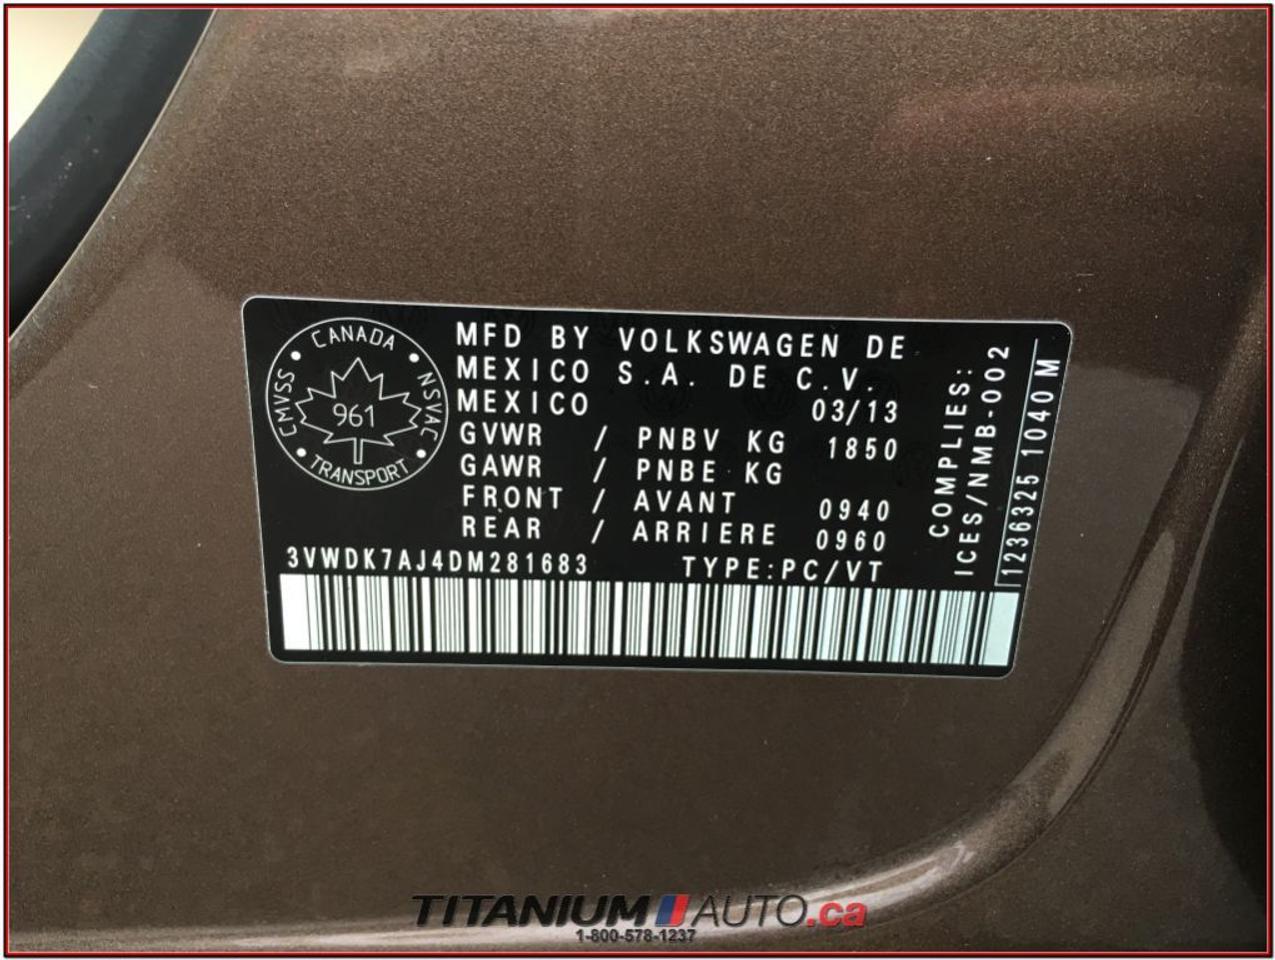 CANADA
CMVSS
NSVAC
961
TRANSPORT
MFD BY VOLKSWAGEN DE
MEXICO S.A. DE C.V.
MEXICO 03/13
GVWR / PNBV KG 1850
GAWR / PNBE KG
FRONT / AVANT 0940
REAR / ARRIERE 0960
3VWDK7AJ4DM281683 TYPE:PC/VT
COMPLIES:
ICES/NMB-002
1236325 1040M
TITANIUM AUTO.ca
1-800-578-1237